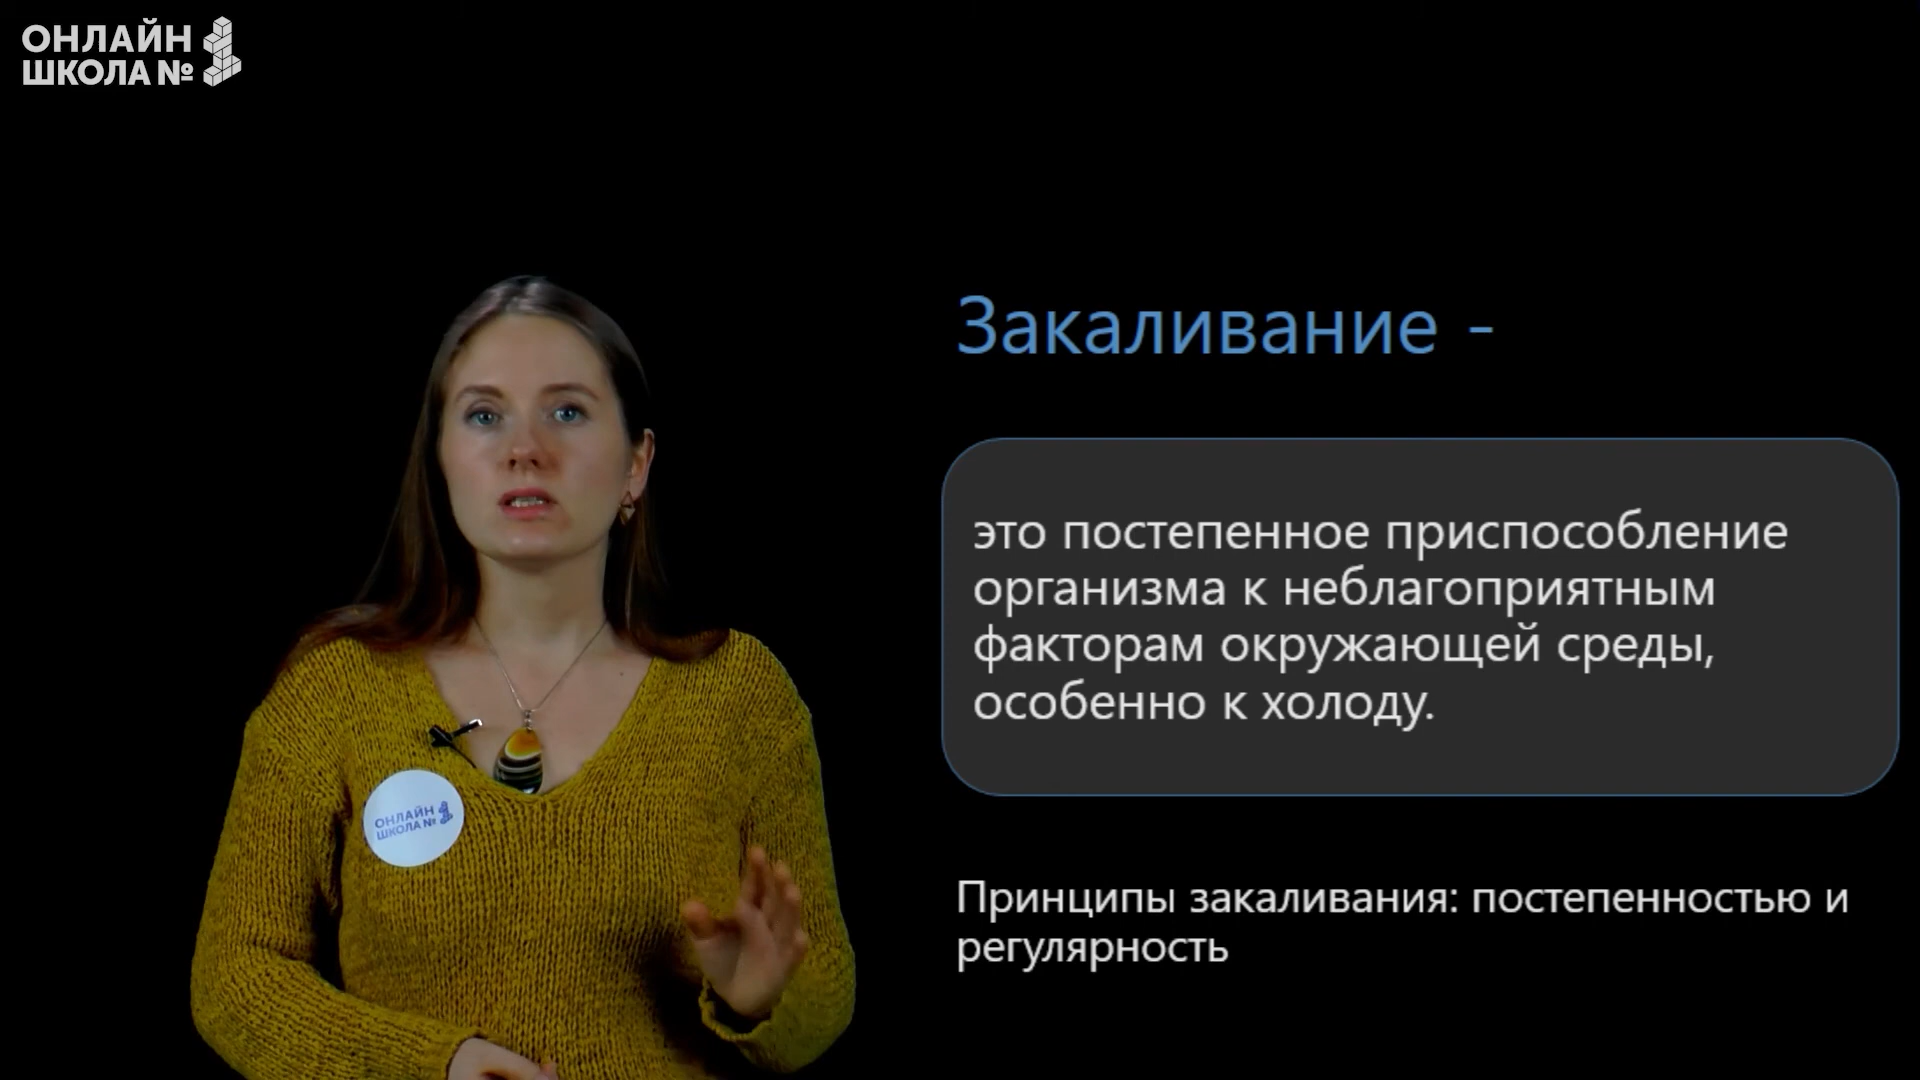 ОНЛАЙН
ШКОЛА №
Закаливание -
это постепенное приспособление
организма к неблагоприятным
факторам окружающей среды,
особенно к холоду.
ОНЛАЙН
ШКОЛА №
Принципы закаливания: постепенностью и
регулярность